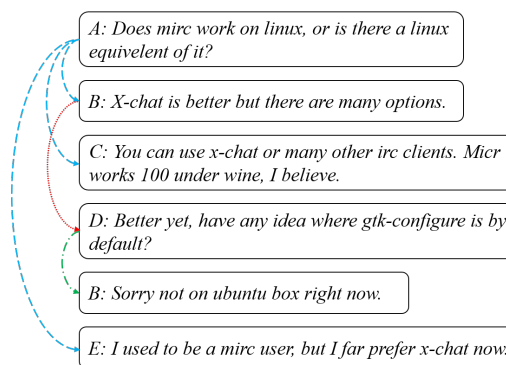 A: Does mirc work on linux, or is there a linux
equivelent of it?
B: X-chat is better but there are many options.
C: You can use x-chat or many other irc clients. Micr
works 100 under wine, I believe.
D: Better yet, have any idea where gtk-configure is by
default?
B: Sorry not on ubuntu box right now.
E: I used to be a mirc user, but I far prefer x-chat now.